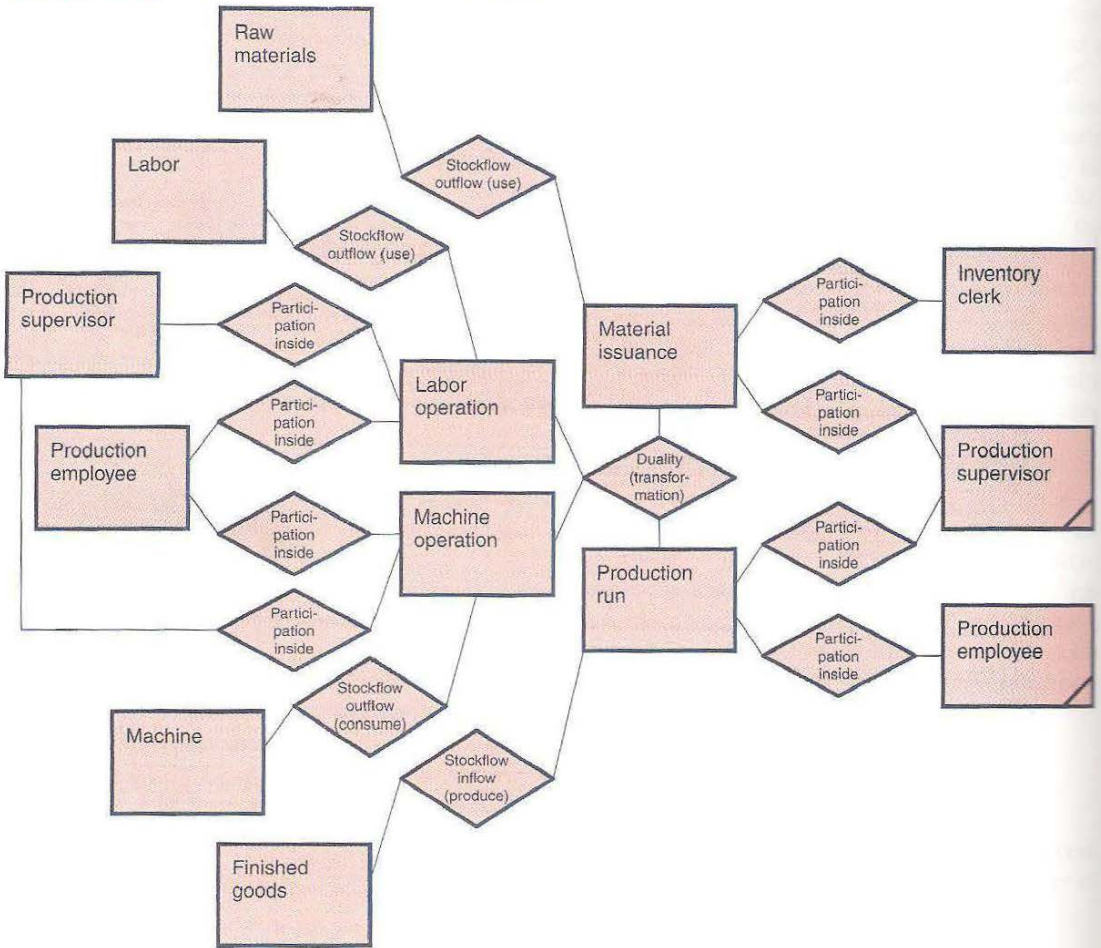 Raw
materials
Labor
Stockflow
outflow (use)
Stockflow
outflow (use)
Production
supervisor
Partici-
pation
inside
Production
employee
Partici-
pation
inside
Partici-
pation
inside
Partici-
pation
inside
Labor
operation
Machine
operation
Machine
Stockflow
outflow
(consume)
Stockflow
inflow
(produce)
Finished
goods
Material
issuance
Duality
(transfor-
mation)
Production
run
Partici-
pation
inside
Partici-
pation
inside
Partici-
pation
inside
Partici-
pation
inside
Inventory
clerk
Production
supervisor
Production
employee